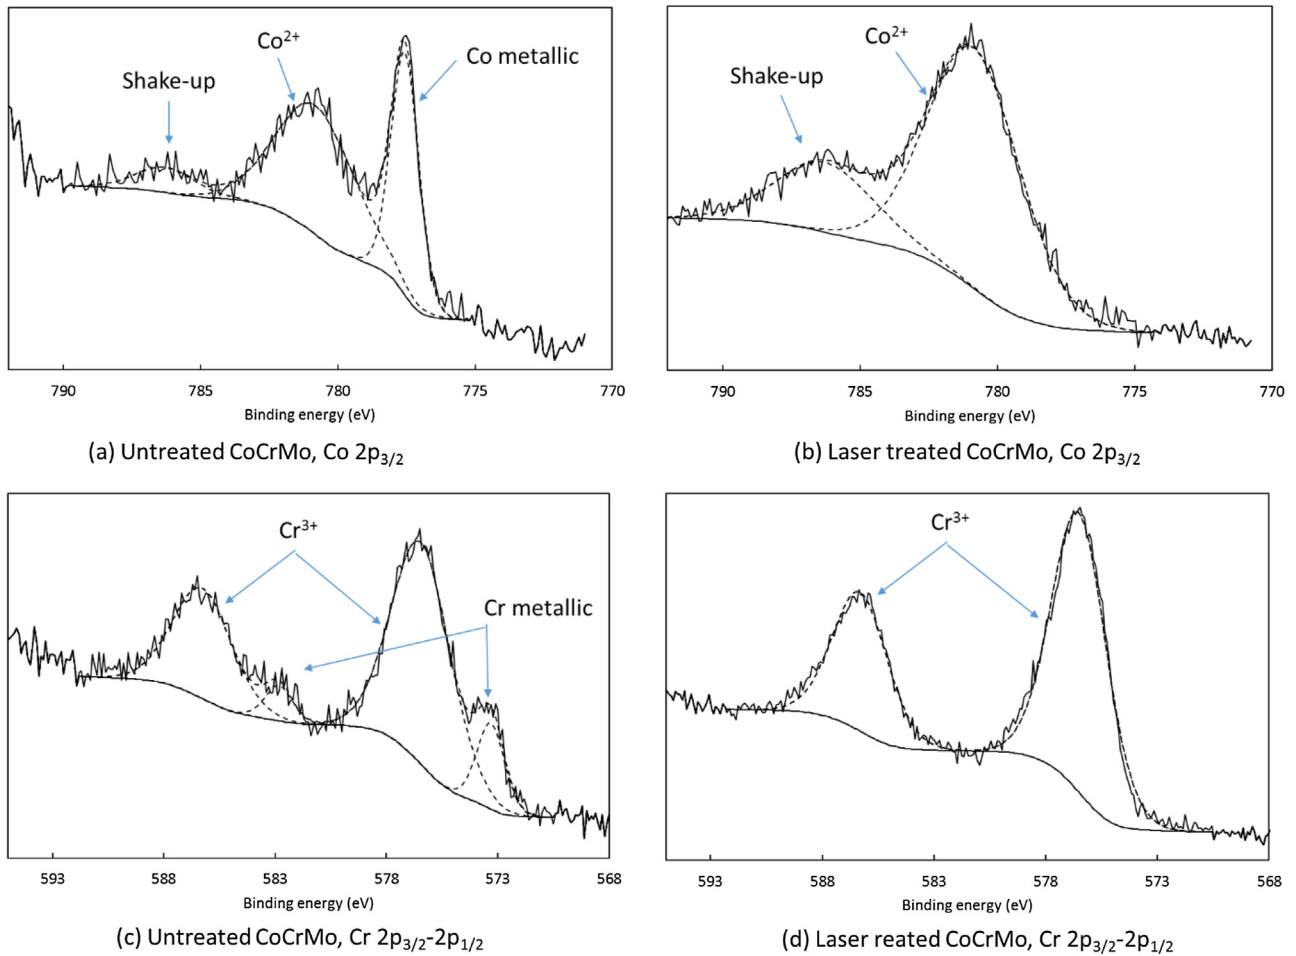 Co²⁺
Co metallic
Shake-up
790 785 780 775 770
Binding energy (eV)
(a) Untreated CoCrMo, Co 2p₃/₂
Co²⁺
Shake-up
790 785 780 775 770
Binding energy (eV)
(b) Laser treated CoCrMo, Co 2p₃/₂
Cr³⁺
Cr metallic
593 588 583 578 573 568
Binding energy (eV)
(c) Untreated CoCrMo, Cr 2p₃/₂-2p₁/₂
Cr³⁺
593 588 583 578 573 568
Binding energy (eV)
(d) Laser reated CoCrMo, Cr 2p₃/₂-2p₁/₂